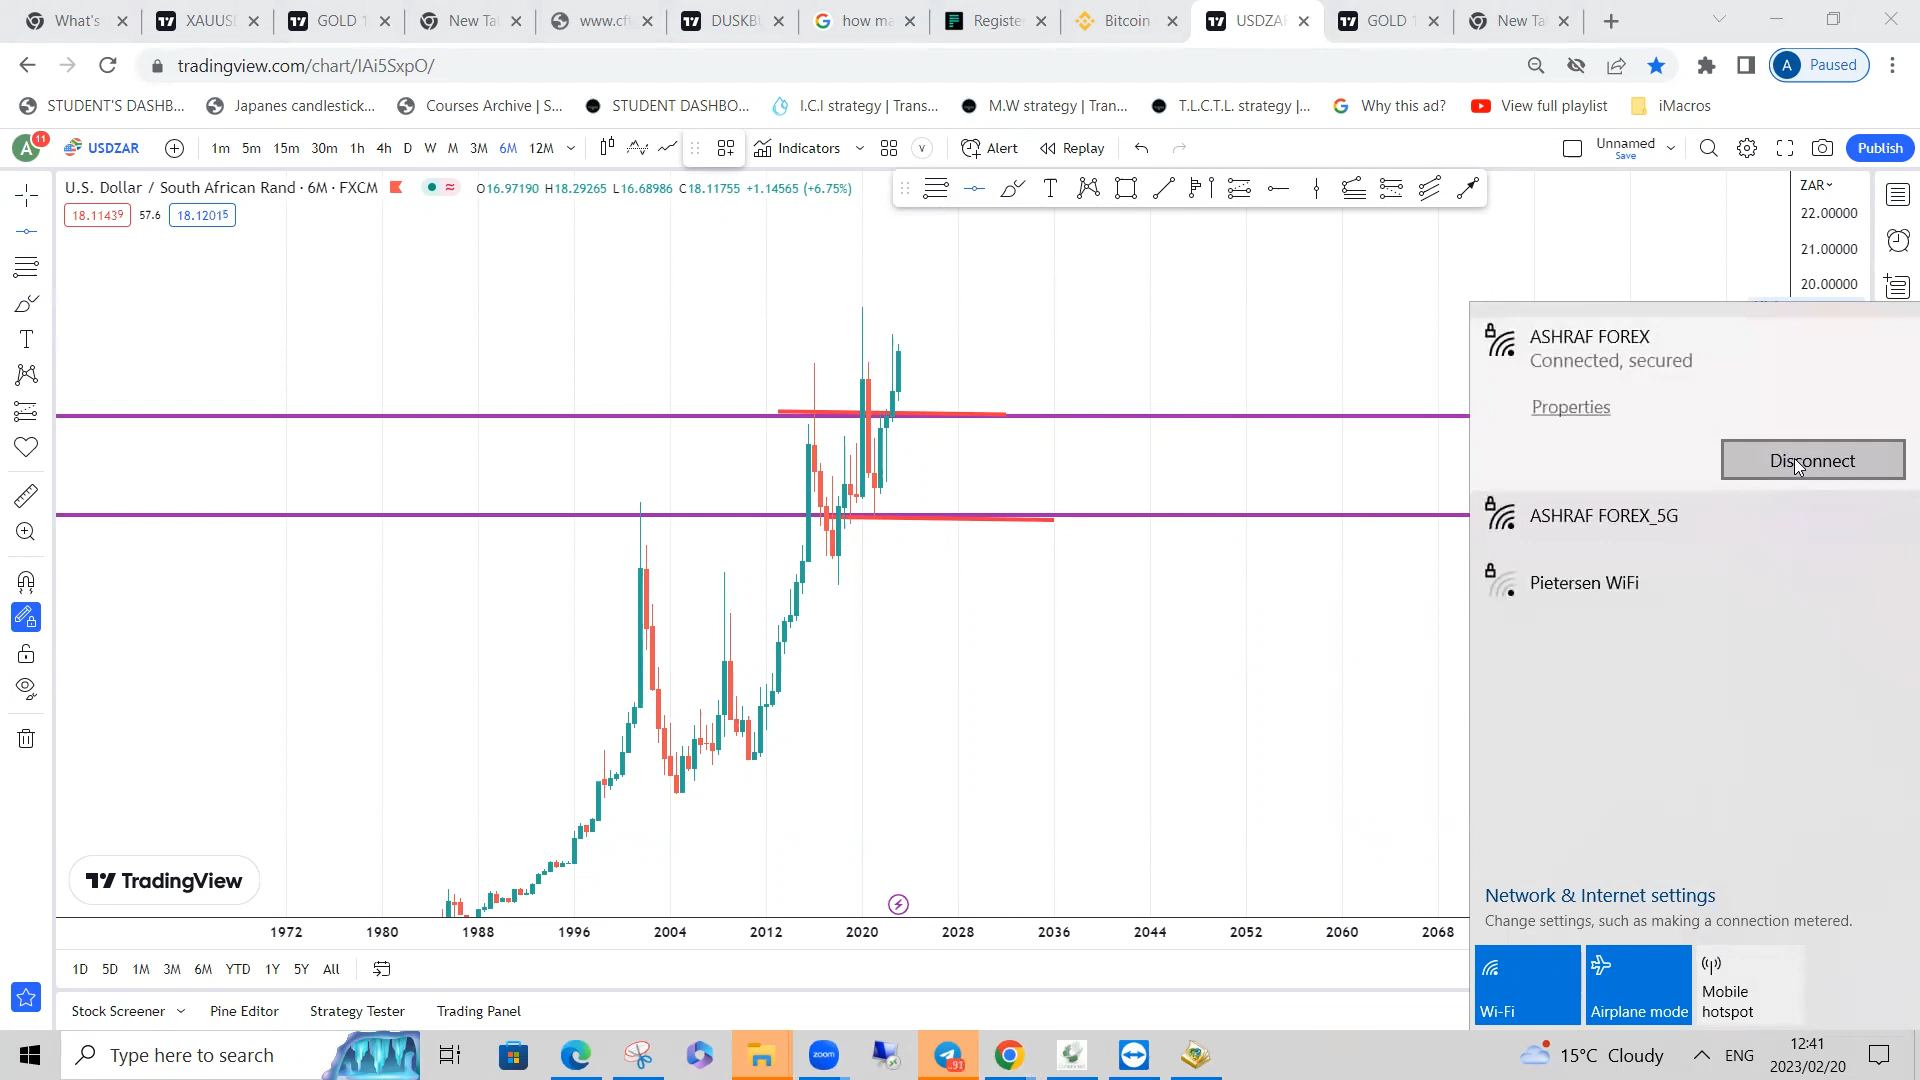 What's
XAUUSI
GOLD 1
New Ta
www.cfi
DUSKBU
how ma
Registe
Bitcoin
USDZA
GOLD 1
New Ta
tradingview.com/chart/IAi5SxpO/
A
Paused
STUDENT'S DASHB...
Japanes candlestick...
Courses Archive | S...
STUDENT DASHBO...
I.C.I strategy | Trans...
M.W strategy | Tran...
T.L.C.T.L. strategy |...
Why this ad?
View full playlist
iMacros
A
11
USDZAR
1m 5m 15m 30m 1h 4h D W M 3M 6M 12M
Indicators
V
Alert
Replay
Unnamed
Save
Publish
U.S. Dollar / South African Rand · 6M · FXCM
O16.97190 H18.29265 L16.68986 C18.11755 +1.14565 (+6.75%)
18.11439 57.6 18.12015
ZAR
22.00000
21.00000
20.00000
ASHRAF FOREX
Connected, secured
Properties
Disconnect
ASHRAF FOREX_5G
Pietersen WiFi
Network & Internet settings
Change settings, such as making a connection metered.
Wi-Fi
Airplane mode
Mobile
hotspot
TradingView
1972 1980 1988 1996 2004 2012 2020 2028 2036 2044 2052 2060 2068
1D 5D 1M 3M 6M YTD 1Y 5Y All
Stock Screener
Pine Editor
Strategy Tester
Trading Panel
Type here to search
zoom
91
15°C Cloudy
ENG
12:41
2023/02/20